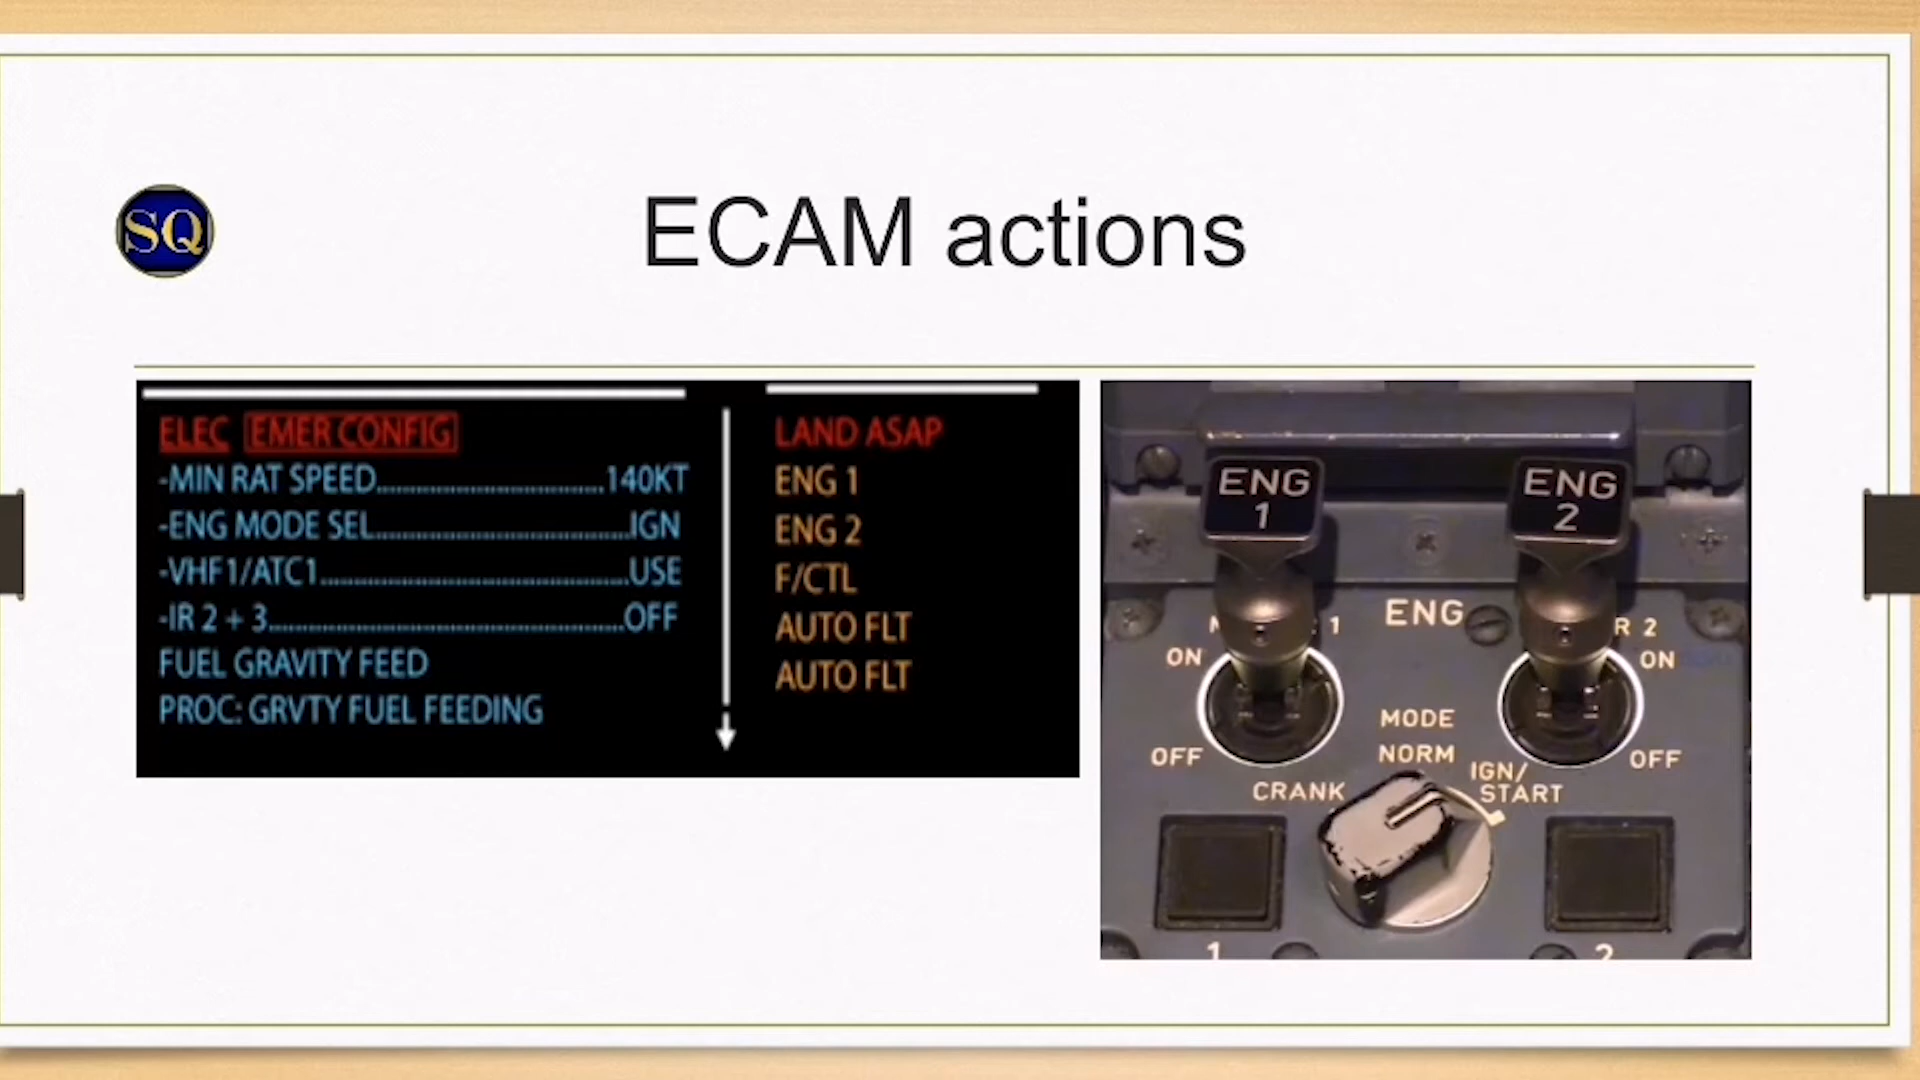 SQ
ECAM actions
ELEC EMER CONFIG
-MIN RAT SPEED.......................................140KT
-ENG MODE SEL............................................IGN
-VHF1/ATC1.....................................................USE
-IR 2 + 3.............................................................OFF
FUEL GRAVITY FEED
PROC: GRVTY FUEL FEEDING
LAND ASAP
ENG 1
ENG 2
F/CTL
AUTO FLT
AUTO FLT
ENG
1
ENG
2
ENG
1
R 2
ON
ON
MODE
NORM
OFF
OFF
CRANK
IGN/
START
1
2